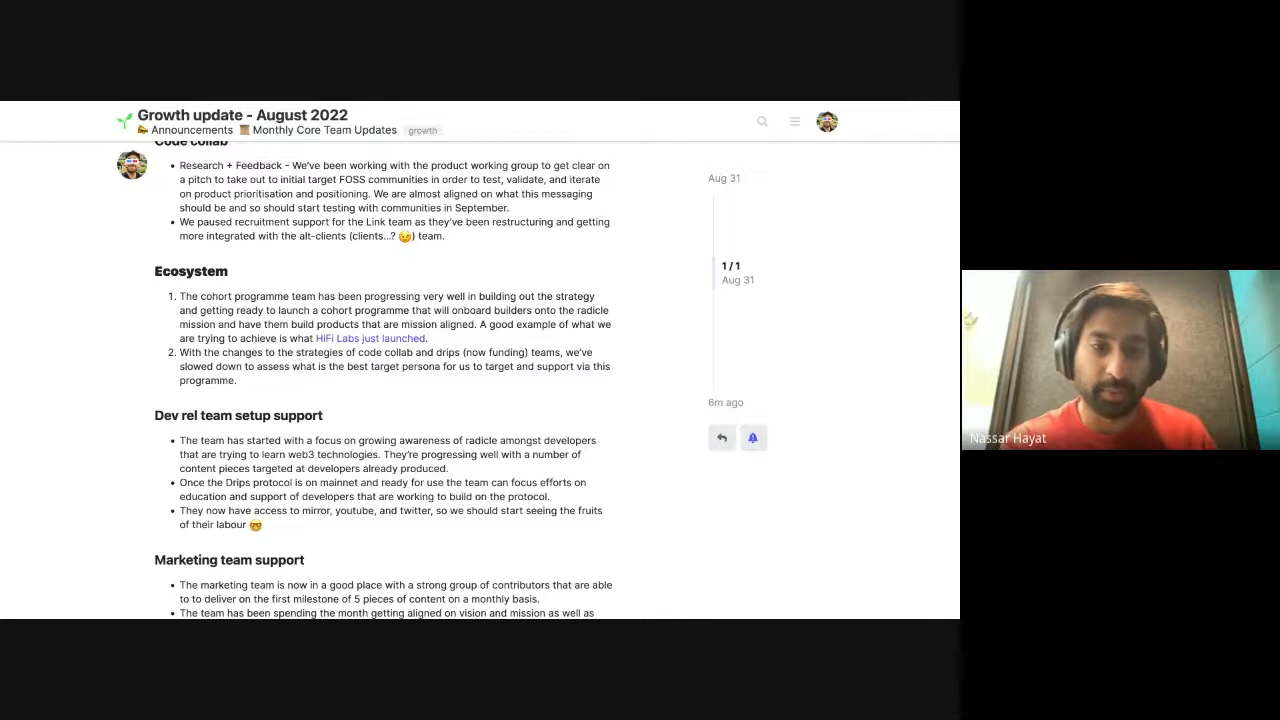 Growth update - August 2022
Announcements Monthly Core Team Updates growth
Code collab
• Research + Feedback - We've been working with the product working group to get clear on
a pitch to take out to initial target FOSS communities in order to test, validate, and iterate
on product prioritisation and positioning. We are almost aligned on what this messaging
should be and so should start testing with communities in September.
• We paused recruitment support for the Link team as they've been restructuring and getting
more integrated with the alt-clients (clients...? 😉) team.
Ecosystem
1. The cohort programme team has been progressing very well in building out the strategy
and getting ready to launch a cohort programme that will onboard builders onto the radicle
mission and have them build products that are mission aligned. A good example of what we
are trying to achieve is what HiFi Labs just launched.
2. With the changes to the strategies of code collab and drips (now funding) teams, we've
slowed down to assess what is the best target persona for us to target and support via this
programme.
Dev rel team setup support
• The team has started with a focus on growing awareness of radicle amongst developers
that are trying to learn web3 technologies. They're progressing well with a number of
content pieces targeted at developers already produced.
• Once the Drips protocol is on mainnet and ready for use the team can focus efforts on
education and support of developers that are working to build on the protocol.
• They now have access to mirror, youtube, and twitter, so we should start seeing the fruits
of their labour 🤓
Marketing team support
• The marketing team is now in a good place with a strong group of contributors that are able
to to deliver on the first milestone of 5 pieces of content on a monthly basis.
• The team has been spending the month getting aligned on vision and mission as well as
Aug 31
1 / 1
Aug 31
6m ago
Nassar Hayat